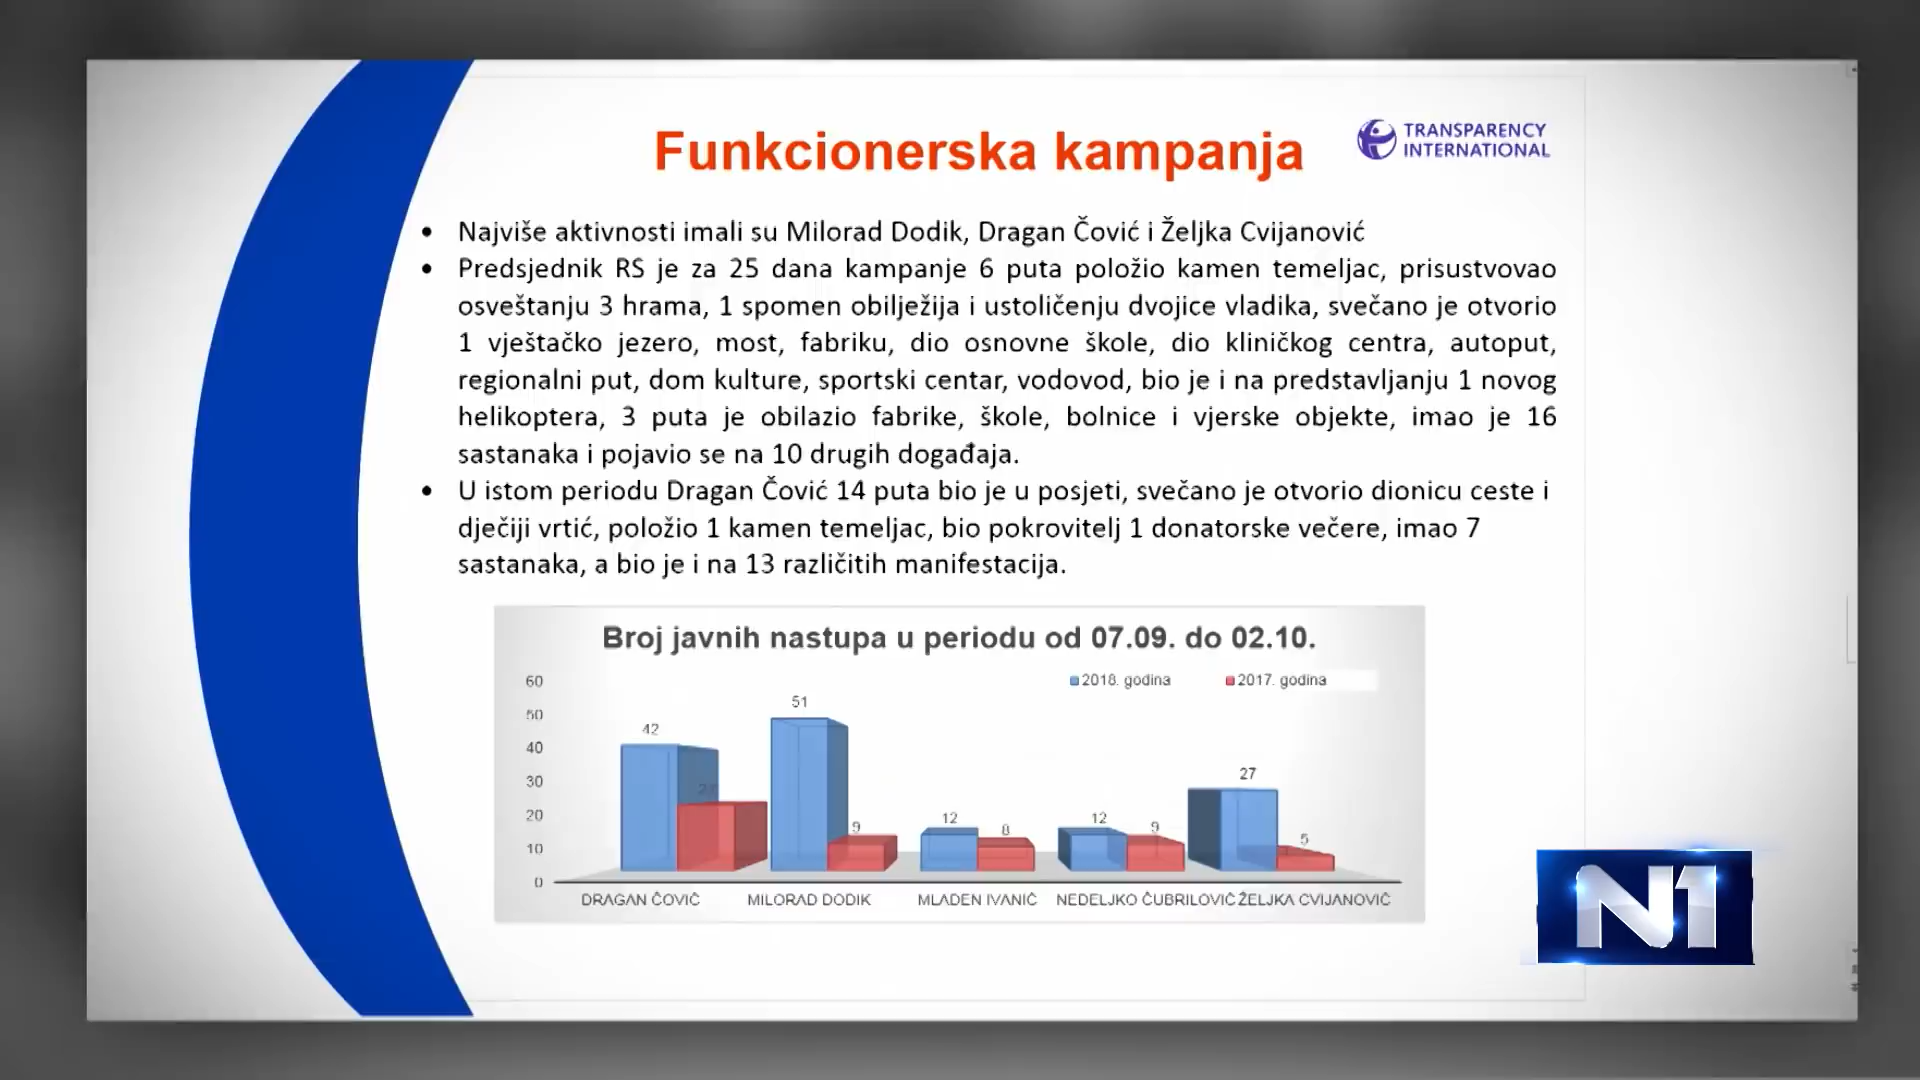 Funkcionerska kampanja
TRANSPARENCY
INTERNATIONAL
• Najviše aktivnosti imali su Milorad Dodik, Dragan Čović i Željka Cvijanović
• Predsjednik RS je za 25 dana kampanje 6 puta položio kamen temeljac, prisustvovao
osveštanju 3 hrama, 1 spomen obilježija i ustoličenju dvojice vladika, svečano je otvorio
1 vještačko jezero, most, fabriku, dio osnovne škole, dio kliničkog centra, autoput,
regionalni put, dom kulture, sportski centar, vodovod, bio je i na predstavljanju 1 novog
helikoptera, 3 puta je obilazio fabrike, škole, bolnice i vjerske objekte, imao je 16
sastanaka i pojavio se na 10 drugih događaja.
• U istom periodu Dragan Čović 14 puta bio je u posjeti, svečano je otvorio dionicu ceste i
dječiji vrtić, položio 1 kamen temeljac, bio pokrovitelj 1 donatorske večere, imao 7
sastanaka, a bio je i na 13 različitih manifestacija.
Broj javnih nastupa u periodu od 07.09. do 02.10.
2018. godina 2017. godina
60
50
40
30
20
10
0
42
51 9
12 8
12 9
27 5
DRAGAN ČOVIĆ MILORAD DODIK MLADEN IVANIĆ NEDELJKO ČUBRILOVIĆ ŽELJKA CVIJANOVIĆ
N1